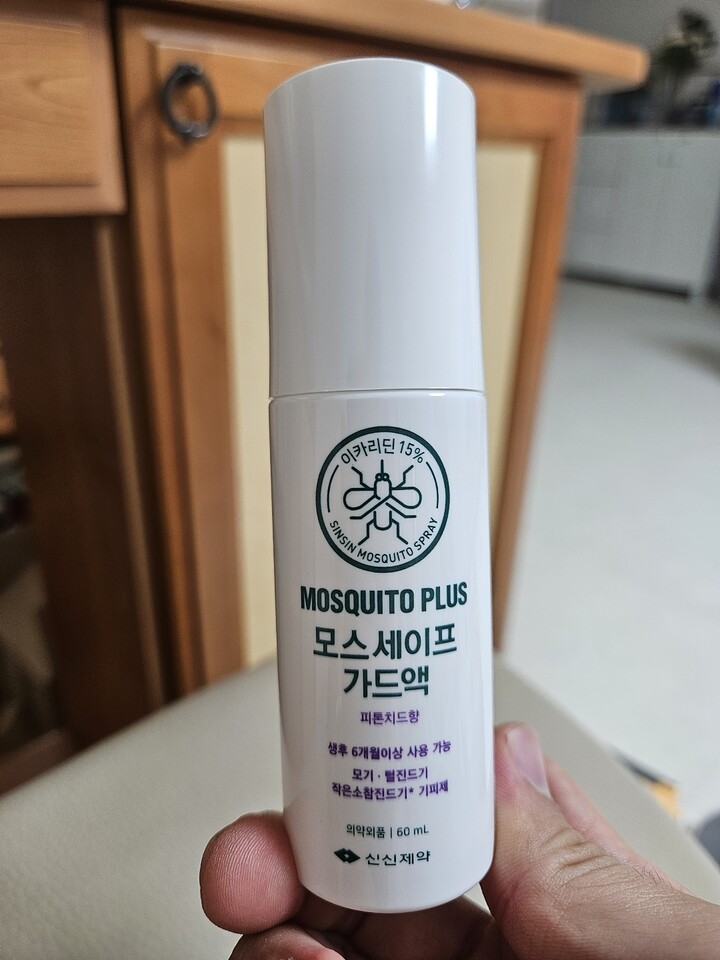 이카리딘 15%
SINSIN MOSQUITO SPRAY
MOSQUITO PLUS
모스세이프
가드액
피톤치드향
생후 6개월이상 사용 가능
모기 · 털진드기
작은소참진드기* 기피제
의약외품 | 60 mL
신신제약